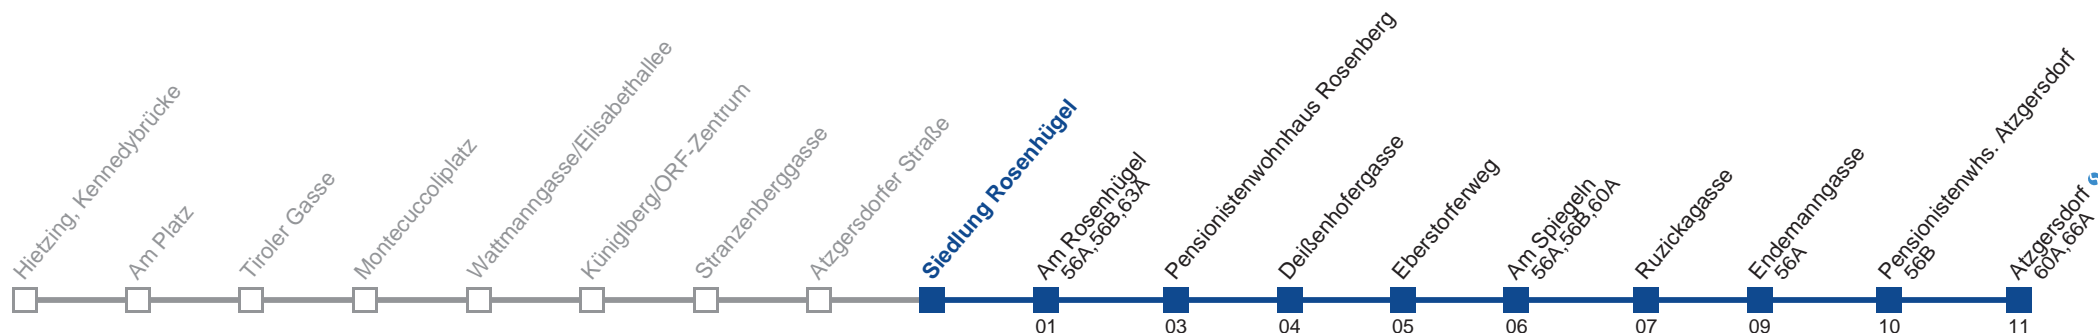 Hietzing, Kennedybrücke
Am Platz
Tiroler Gasse
Montecuccoliplatz
Wattmanngasse/Elisabethallee
Küniglberg/ORF-Zentrum
Stranzenberggasse
Atzgersdorfer Straße
Siedlung Rosenhügel
Am Rosenhügel
56A,56B,63A
01
Pensionistenwohnhaus Rosenberg
03
Deißenhofergasse
04
Eberstorferweg
05
Am Spiegeln
56A,56B,60A
06
Ruzickagasse
07
Endemanngasse
56A
09
Pensionistenwhs. Atzgersdorf
56B
10
Atzgersdorf
60A,66A
11